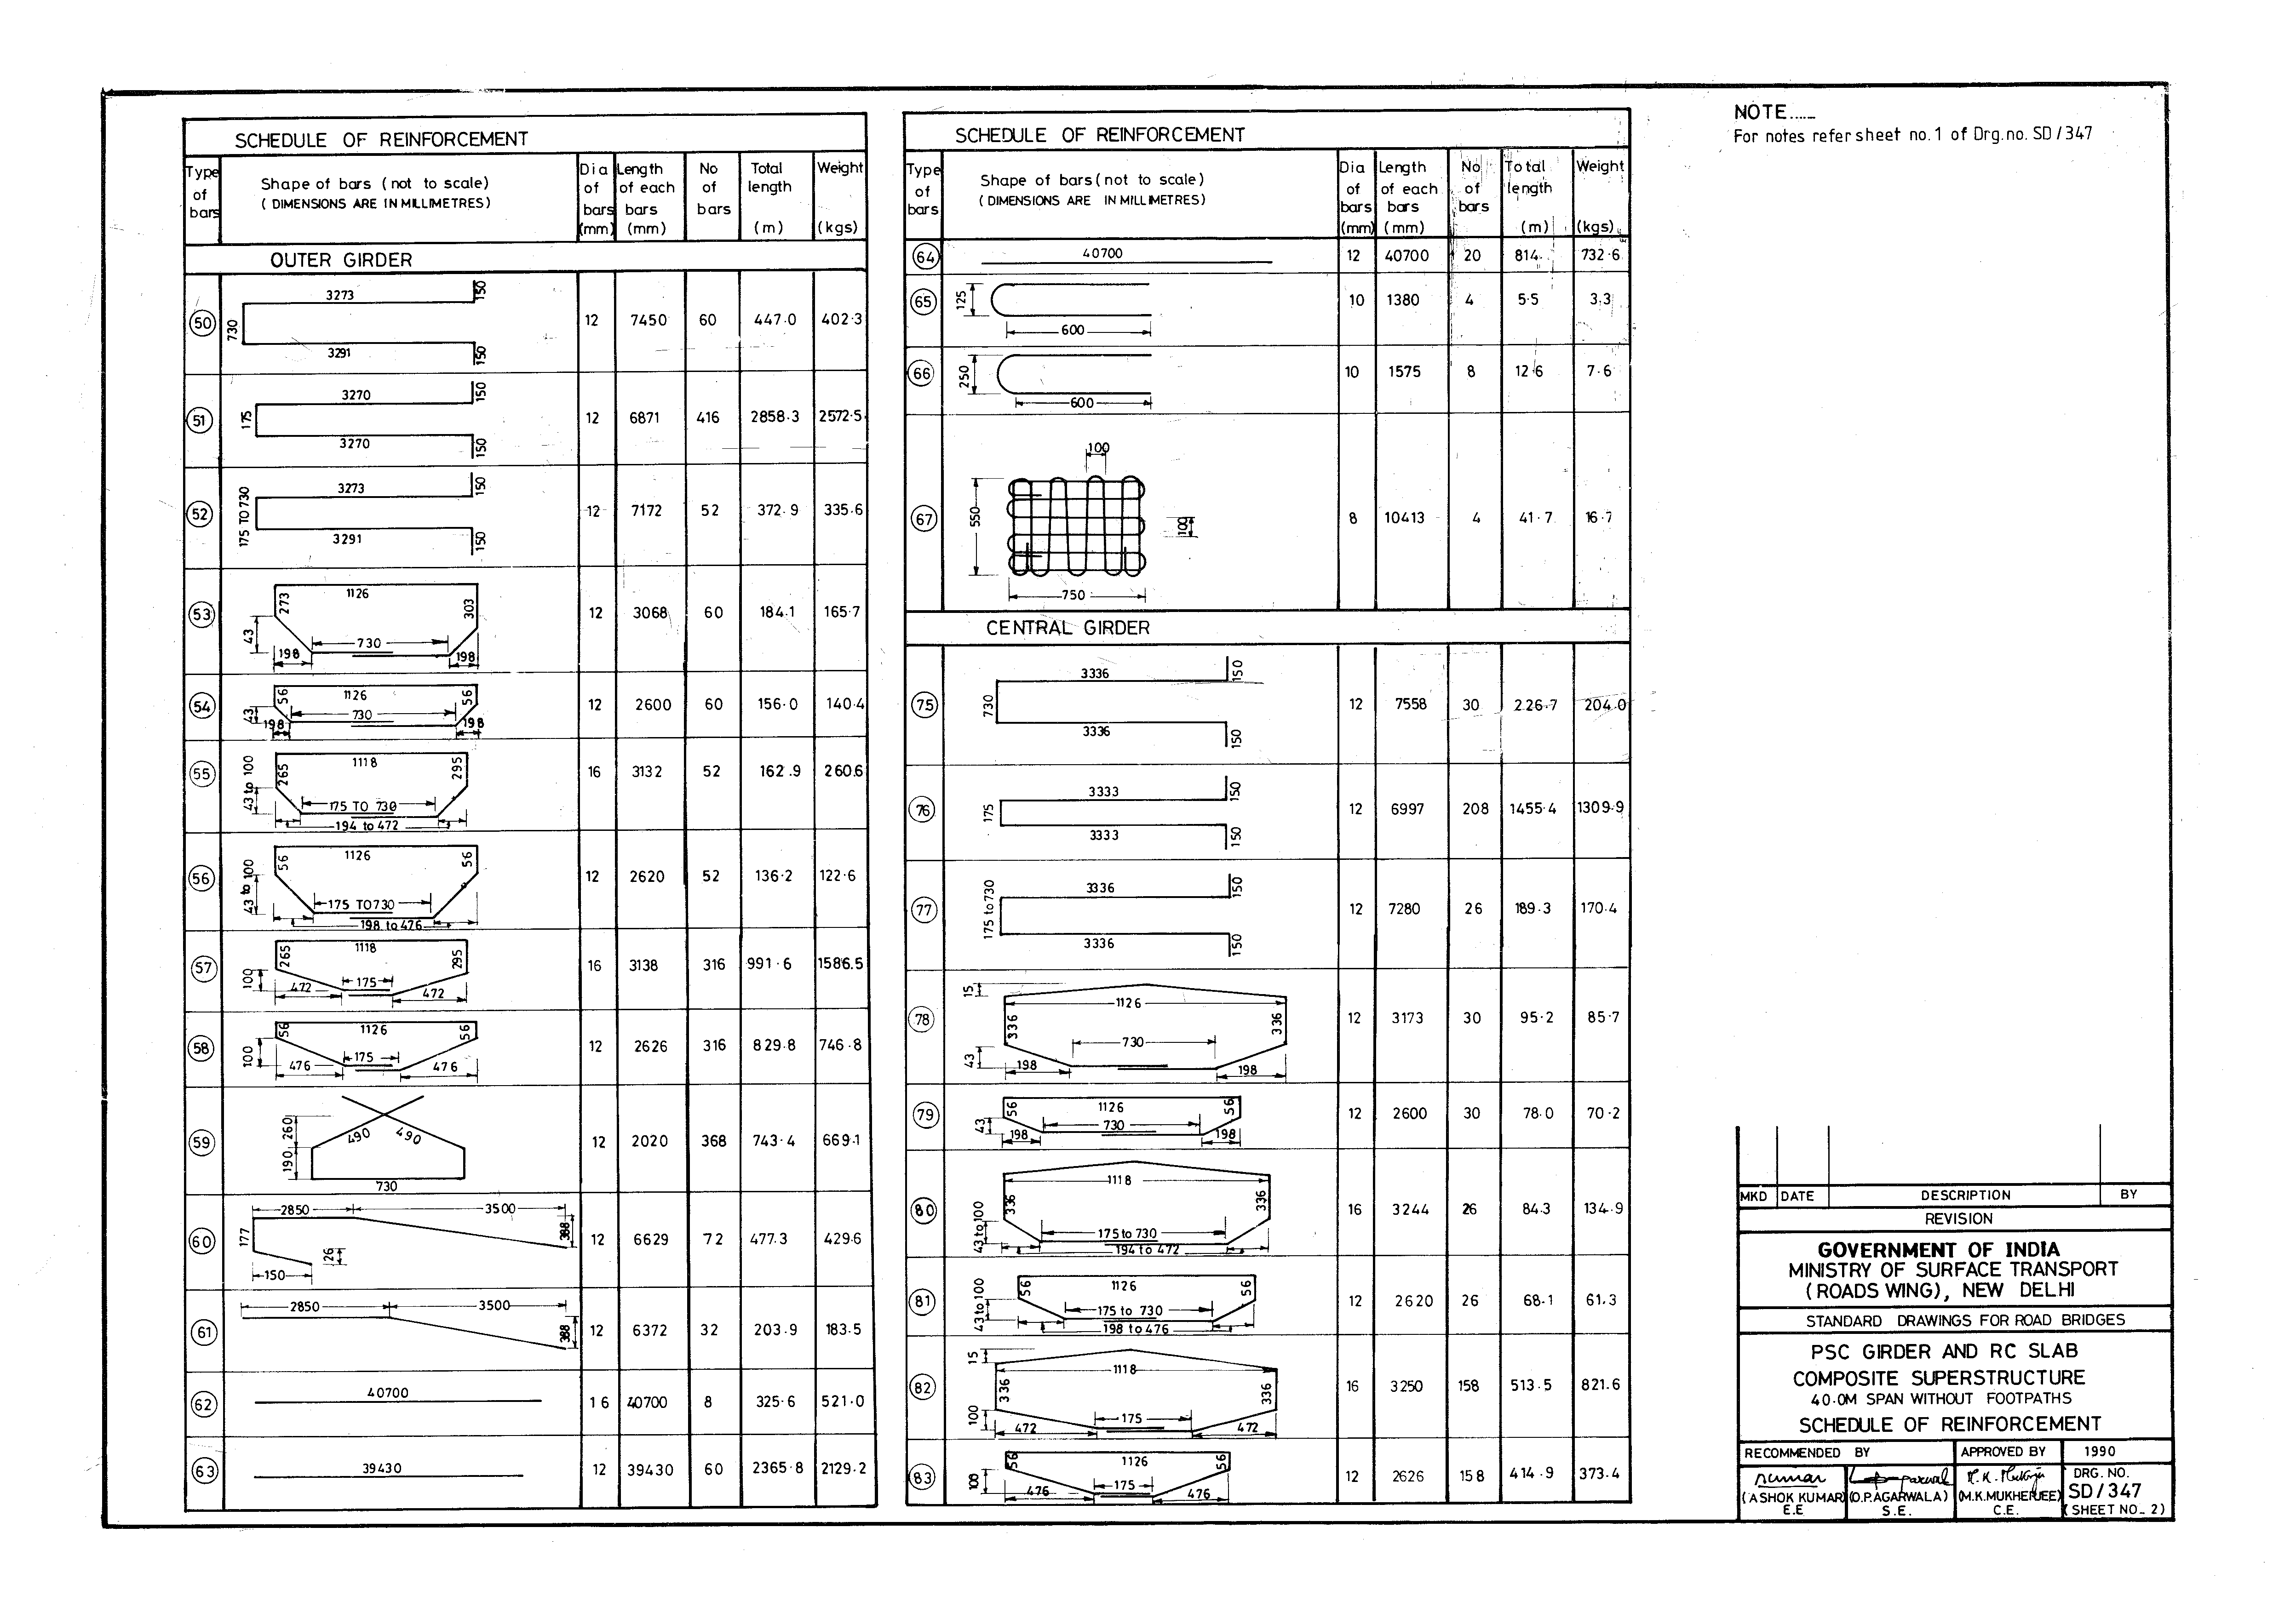 SCHEDULE OF REINFORCEMENT
Type of bars
Shape of bars (not to scale)
(DIMENSIONS ARE IN MILLIMETRES)
Dia of bars (mm)
Length of each bars (mm)
No of bars
Total length (m)
Weight (kgs)
OUTER GIRDER
50 3273 150 730 3291 150 12 7450 60 447.0 402.3
51 3270 150 175 3270 150 12 6871 416 2858.3 2572.5
52 3273 150 175 TO 730 3291 150 12 7172 52 372.9 335.6
53 1126 273 303 43 730 198 198 12 3068 60 184.1 165.7
54 56 1126 56 43 730 198 198 12 2600 60 156.0 140.4
55 43 to 100 265 1118 295 175 TO 730 194 to 472 16 3132 52 162.9 260.6
56 43 to 100 56 1126 56 175 TO 730 198 to 476 12 2620 52 136.2 122.6
57 265 1118 295 100 175 472 472 16 3138 316 991.6 1586.5
58 56 1126 56 100 175 476 476 12 2626 316 829.8 746.8
59 260 490 490 190 730 12 2020 368 743.4 669.1
60 2850 3500 177 388 26 150 12 6629 72 477.3 429.6
61 2850 3500 388 12 6372 32 203.9 183.5
62 40700 16 40700 8 325.6 521.0
63 39430 12 39430 60 2365.8 2129.2
SCHEDULE OF REINFORCEMENT
Type of bars
Shape of bars (not to scale)
(DIMENSIONS ARE IN MILLIMETRES)
Dia of bars (mm)
Length of each bars (mm)
No of bars
Total length (m)
Weight (kgs)
64 40700 12 40700 20 814. 732.6
65 125 600 10 1380 4 5.5 3.3
66 250 600 10 1575 8 12.6 7.6
67 100 550 100 750 8 10413 4 41.7 16.7
CENTRAL GIRDER
75 3336 150 730 3336 150 12 7558 30 226.7 204.0
76 3333 150 175 3333 150 12 6997 208 1455.4 1309.9
77 3336 150 175 to 730 3336 150 12 7280 26 189.3 170.4
78 15 1126 336 336 730 43 198 198 12 3173 30 95.2 85.7
79 56 1126 56 43 730 198 198 12 2600 30 78.0 70.2
80 1118 336 336 43 to 100 175 to 730 194 to 472 16 3244 26 84.3 134.9
81 43 to 100 56 1126 56 175 to 730 198 to 476 12 2620 26 68.1 61.3
82 15 1118 336 336 100 175 472 472 16 3250 158 513.5 821.6
83 56 1126 56 100 175 476 476 12 2626 158 414.9 373.4
NOTE......
For notes refer sheet no. 1 of Drg. no. SD / 347
MKD DATE DESCRIPTION BY
REVISION
GOVERNMENT OF INDIA
MINISTRY OF SURFACE TRANSPORT
(ROADS WING), NEW DELHI
STANDARD DRAWINGS FOR ROAD BRIDGES
PSC GIRDER AND RC SLAB
COMPOSITE SUPERSTRUCTURE
40.0M SPAN WITHOUT FOOTPATHS
SCHEDULE OF REINFORCEMENT
RECOMMENDED BY APPROVED BY 1990
(ASHOK KUMAR) E.E
(O.P.AGARWALA) S.E.
(M.K.MUKHERJEE) C.E.
DRG. NO.
SD / 347
(SHEET NO. 2)